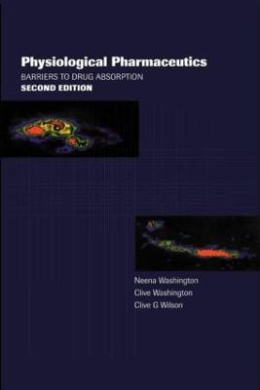 Physiological Pharmaceutics
BARRIERS TO DRUG ABSORPTION
SECOND EDITION
Neena Washington
Clive Washington
Clive G Wilson